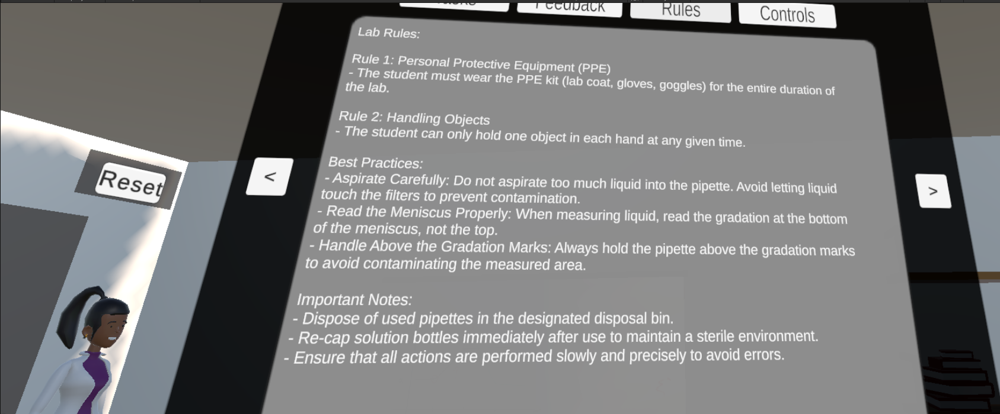 Feedback
Rules
Controls
Lab Rules:
Rule 1: Personal Protective Equipment (PPE)
- The student must wear the PPE kit (lab coat, gloves, goggles) for the entire duration of
the lab.
Rule 2: Handling Objects
- The student can only hold one object in each hand at any given time.
Reset
<
>
Best Practices:
- Aspirate Carefully: Do not aspirate too much liquid into the pipette. Avoid letting liquid
touch the filters to prevent contamination.
- Read the Meniscus Properly: When measuring liquid, read the gradation at the bottom
of the meniscus, not the top.
- Handle Above the Gradation Marks: Always hold the pipette above the gradation marks
to avoid contaminating the measured area.
Important Notes:
- Dispose of used pipettes in the designated disposal bin.
- Re-cap solution bottles immediately after use to maintain a sterile environment.
- Ensure that all actions are performed slowly and precisely to avoid errors.